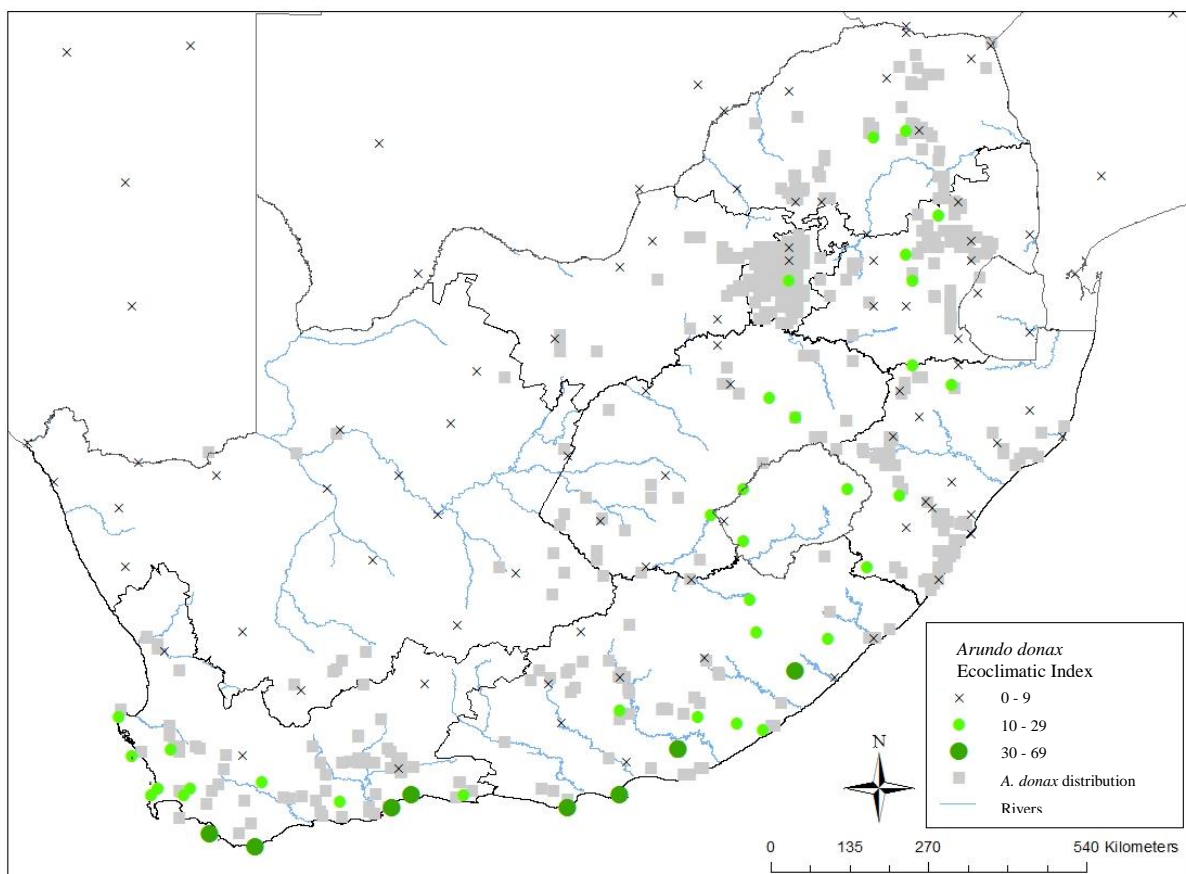 Arundo donax
Ecoclimatic Index
0 - 9
10 - 29
30 - 69
A. donax distribution
Rivers
N
0 135 270 540 Kilometers